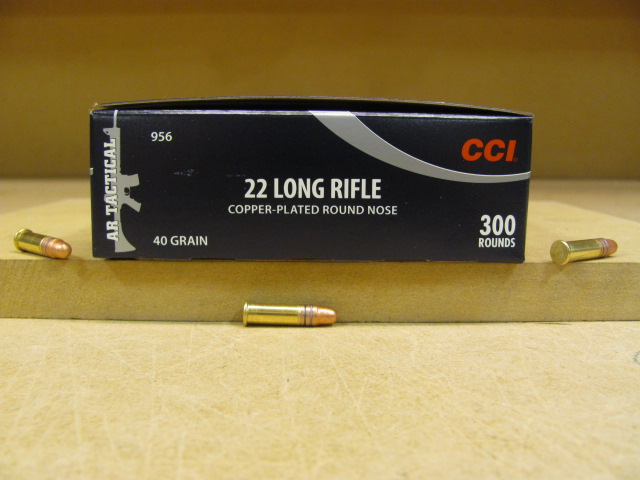 AR TACTICAL
956
CCI
22 LONG RIFLE
COPPER-PLATED ROUND NOSE
40 GRAIN
300
ROUNDS